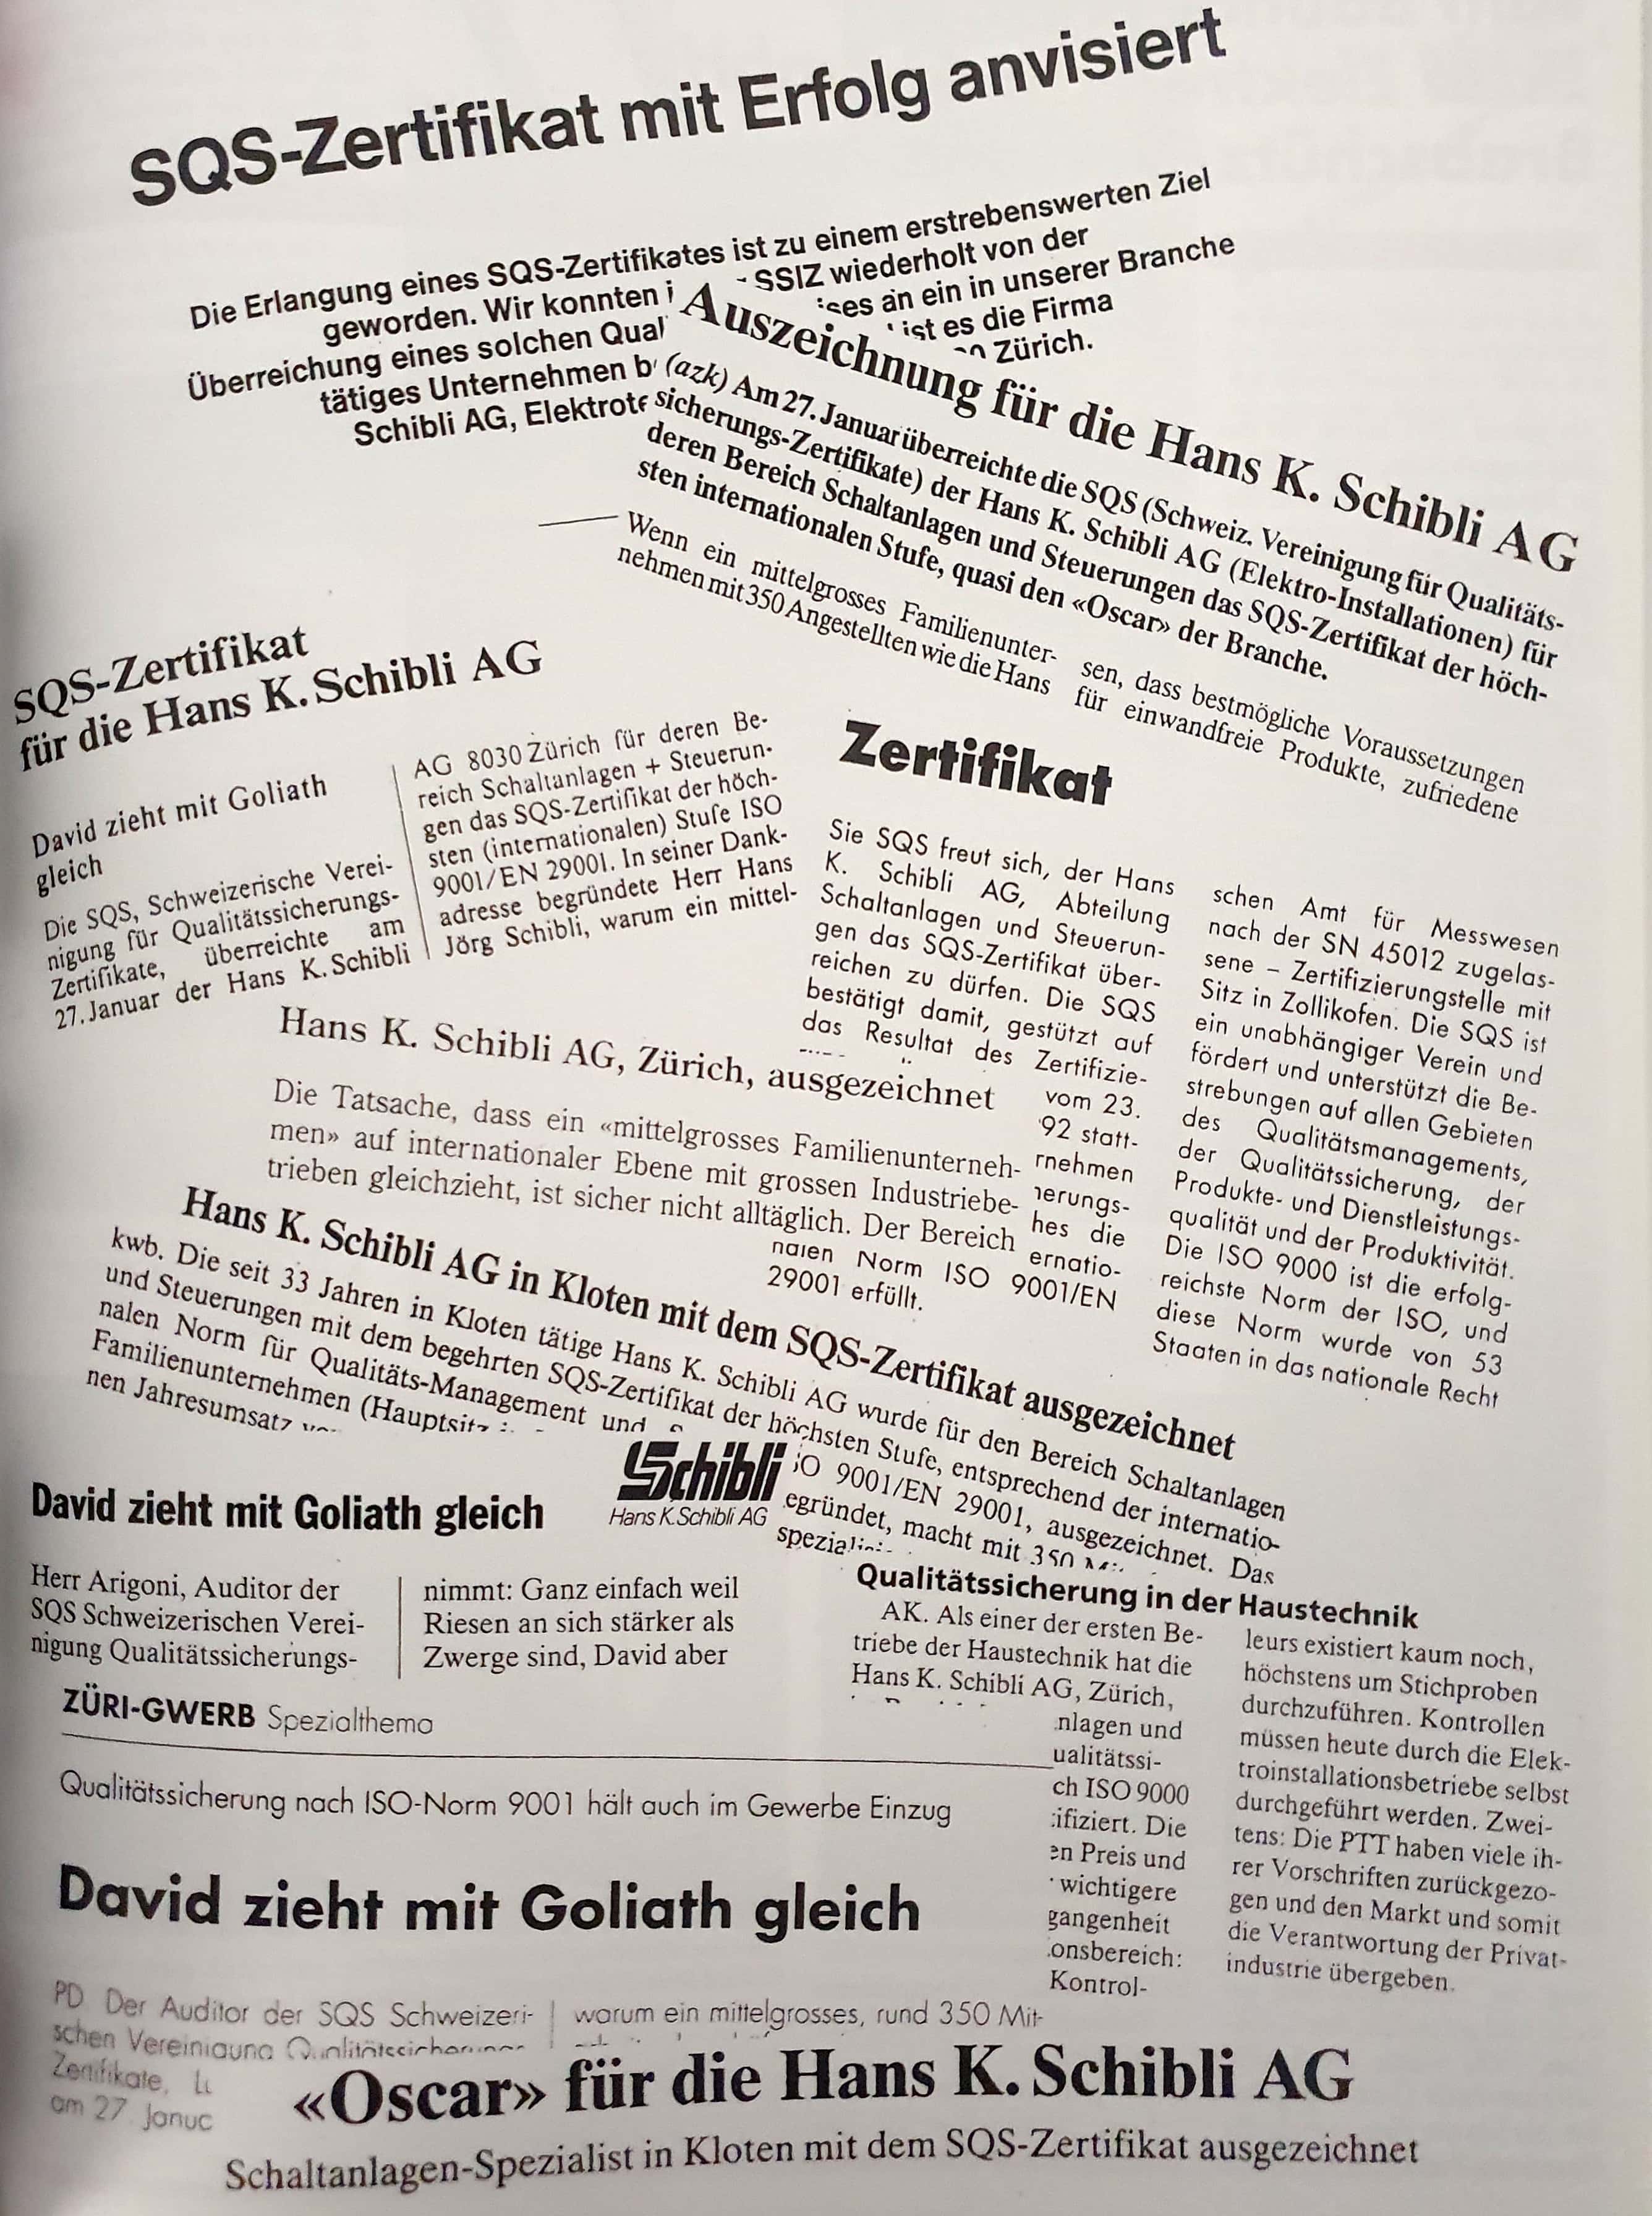 SQS-Zertifikat mit Erfolg anvisiert
Die Erlangung eines SQS-Zertifikates ist zu einem erstrebenswerten Ziel
geworden. Wir konnten SSIZ wiederholt von der
Überreichung eines solchen ises an ein in unserer Branche
tätiges Unternehmen ist es die Firma
Schibli AG, Zürich.
Auszeichnung für die Hans K. Schibli AG
(azk) Am 27. Januar überreichte die SQS (Schweiz. Vereinigung für Qualitäts-
sicherungs-Zertifikate) der Hans K. Schibli AG (Elektro-Installationen) für
deren Bereich Schaltanlagen und Steuerungen das SQS-Zertifikat der höch-
sten internationalen Stufe, quasi den «Oscar» der Branche.
Wenn ein mittelgrosses Familienunter-
nehmen mit 350 Angestellten wie die Hans
sen, dass bestmögliche Voraussetzungen
für einwandfreie Produkte, zufriedene
SQS-Zertifikat
für die Hans K. Schibli AG
David zieht mit Goliath
gleich
Die SQS, Schweizerische Verei-
nigung für Qualitätssicherungs-
Zertifikate, überreichte am
27. Januar der Hans K. Schibli
AG 8030 Zürich für deren Be-
reich Schaltanlagen + Steuerun-
gen das SQS-Zertifikat der höch-
sten (internationalen) Stufe ISO
9001/EN 29001. In seiner Dank-
adresse begründete Herr Hans
Jörg Schibli, warum ein mittel-
Zertifikat
Sie SQS freut sich, der Hans
K. Schibli AG, Abteilung
Schaltanlagen und Steuerun-
gen das SQS-Zertifikat über-
reichen zu dürfen. Die SQS
bestätigt damit, gestützt auf
das Resultat des Zertifizie-
vom 23.
'92 statt-
rnehmen
nerungs-
hes die
ernatio-
nalen Norm ISO 9001/EN
29001 erfüllt.
schen Amt für Messwesen
nach der SN 45012 zugelas-
sene – Zertifizierungstelle mit
Sitz in Zollikofen. Die SQS ist
ein unabhängiger Verein und
fördert und unterstützt die Be-
strebungen auf allen Gebieten
des Qualitätsmanagements,
der Qualitätssicherung, der
Produkte- und Dienstleistungs-
qualität und der Produktivität.
Die ISO 9000 ist die erfolg-
reichste Norm der ISO, und
diese Norm wurde von 53
Staaten in das nationale Recht
Hans K. Schibli AG, Zürich, ausgezeichnet
Die Tatsache, dass ein «mittelgrosses Familienunterneh-
men» auf internationaler Ebene mit grossen Industriebe-
trieben gleichzieht, ist sicher nicht alltäglich. Der Bereich
Hans K. Schibli AG in Kloten mit dem SQS-Zertifikat ausgezeichnet
kwb. Die seit 33 Jahren in Kloten tätige Hans K. Schibli AG wurde für den Bereich Schaltanlagen
und Steuerungen mit dem begehrten SQS-Zertifikat der höchsten Stufe, entsprechend der internatio-
nalen Norm für Qualitäts-Management und 9001/EN 29001, ausgezeichnet. Das
Familienunternehmen (Hauptsitz egründet, macht mit 350
nen Jahresumsatz
Schibli
Hans K. Schibli AG
David zieht mit Goliath gleich
Herr Arigoni, Auditor der
SQS Schweizerischen Verei-
nigung Qualitätssicherungs-
nimmt: Ganz einfach weil
Riesen an sich stärker als
Zwerge sind, David aber
Qualitätssicherung in der Haustechnik
AK. Als einer der ersten Be-
triebe der Haustechnik hat die
Hans K. Schibli AG, Zürich,
nlagen und
ualitätssi-
ch ISO 9000
ifiziert. Die
en Preis und
wichtigere
gangenheit
onsbereich:
Kontrol-
leurs existiert kaum noch,
höchstens um Stichproben
durchzuführen. Kontrollen
müssen heute durch die Elek-
troinstallationsbetriebe selbst
durchgeführt werden. Zwei-
tens: Die PTT haben viele ih-
rer Vorschriften zurückgezo-
gen und den Markt und somit
die Verantwortung der Privat-
industrie übergeben.
ZÜRI-GWERB Spezialthema
Qualitätssicherung nach ISO-Norm 9001 hält auch im Gewerbe Einzug
David zieht mit Goliath gleich
PD Der Auditor der SQS Schweizeri-
schen Vereinigung Qualitätssicherungs-
Zertifikate,
am 27. Januc
warum ein mittelgrosses, rund 350 Mit-
«Oscar» für die Hans K. Schibli AG
Schaltanlagen-Spezialist in Kloten mit dem SQS-Zertifikat ausgezeichnet